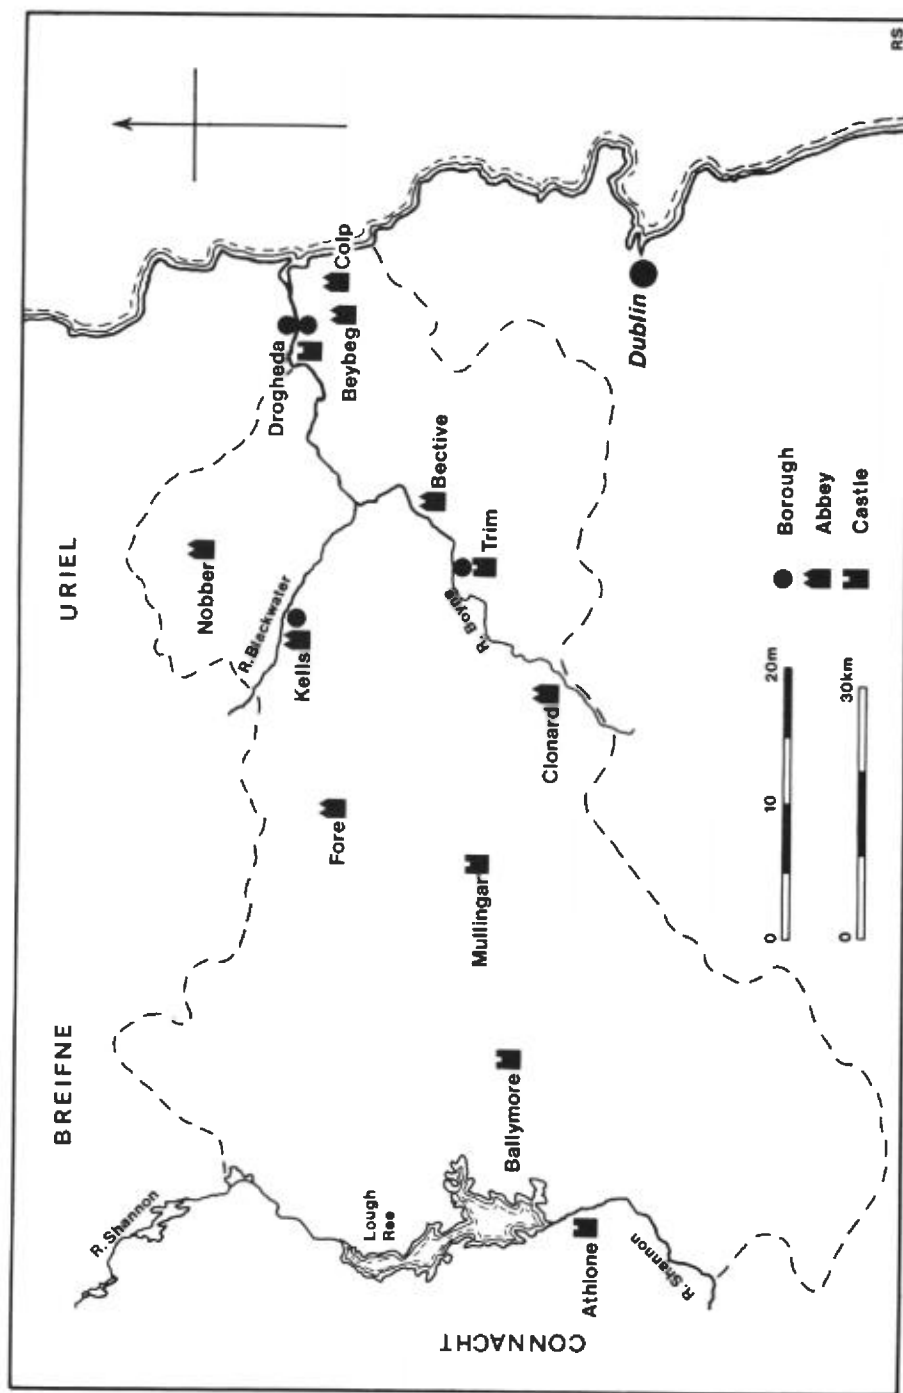 BREIFNE
URIEL
R. Shannon
Nobber
R. Blackwater
Kells
Drogheda
Colp
Beybeg
Fore
Lough
Ree
Bective
Trim
R. Boyne
Mullingar
Ballymore
Clonard
Athlone
R. Shannon
CONNACHT
Dublin
0 10 20m
0 30km
Borough
Abbey
Castle
RS